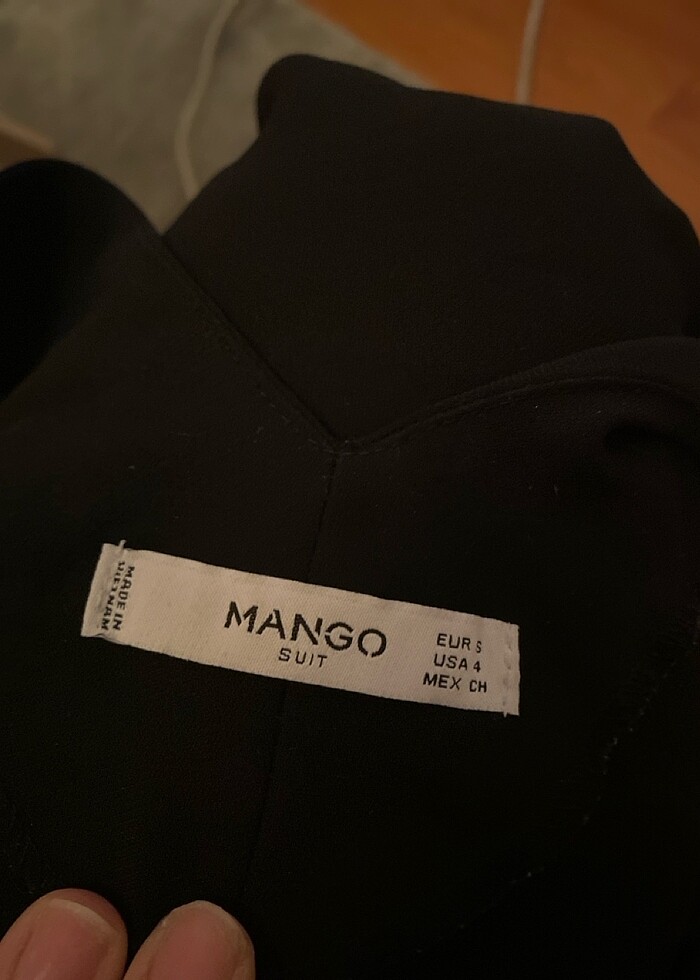 MADE IN
VIETNAM
MANGO
SUIT
EUR S
USA 4
MEX CH